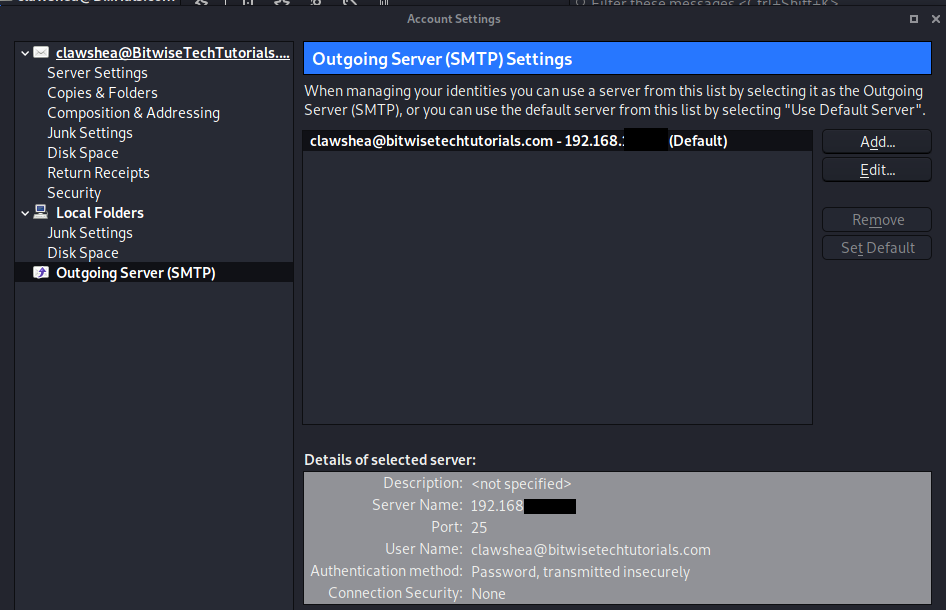 Filter these messages <Ctrl+Shift+K>
Account Settings
clawshea@BitwiseTechTutorials....
Server Settings
Copies & Folders
Composition & Addressing
Junk Settings
Disk Space
Return Receipts
Security
Local Folders
Junk Settings
Disk Space
Outgoing Server (SMTP)
Outgoing Server (SMTP) Settings
When managing your identities you can use a server from this list by selecting it as the Outgoing
Server (SMTP), or you can use the default server from this list by selecting "Use Default Server".
clawshea@bitwisetechtutorials.com - 192.168. (Default)
Add...
Edit...
Remove
Set Default
Details of selected server:
Description: <not specified>
Server Name: 192.168
Port: 25
User Name: clawshea@bitwisetechtutorials.com
Authentication method: Password, transmitted insecurely
Connection Security: None